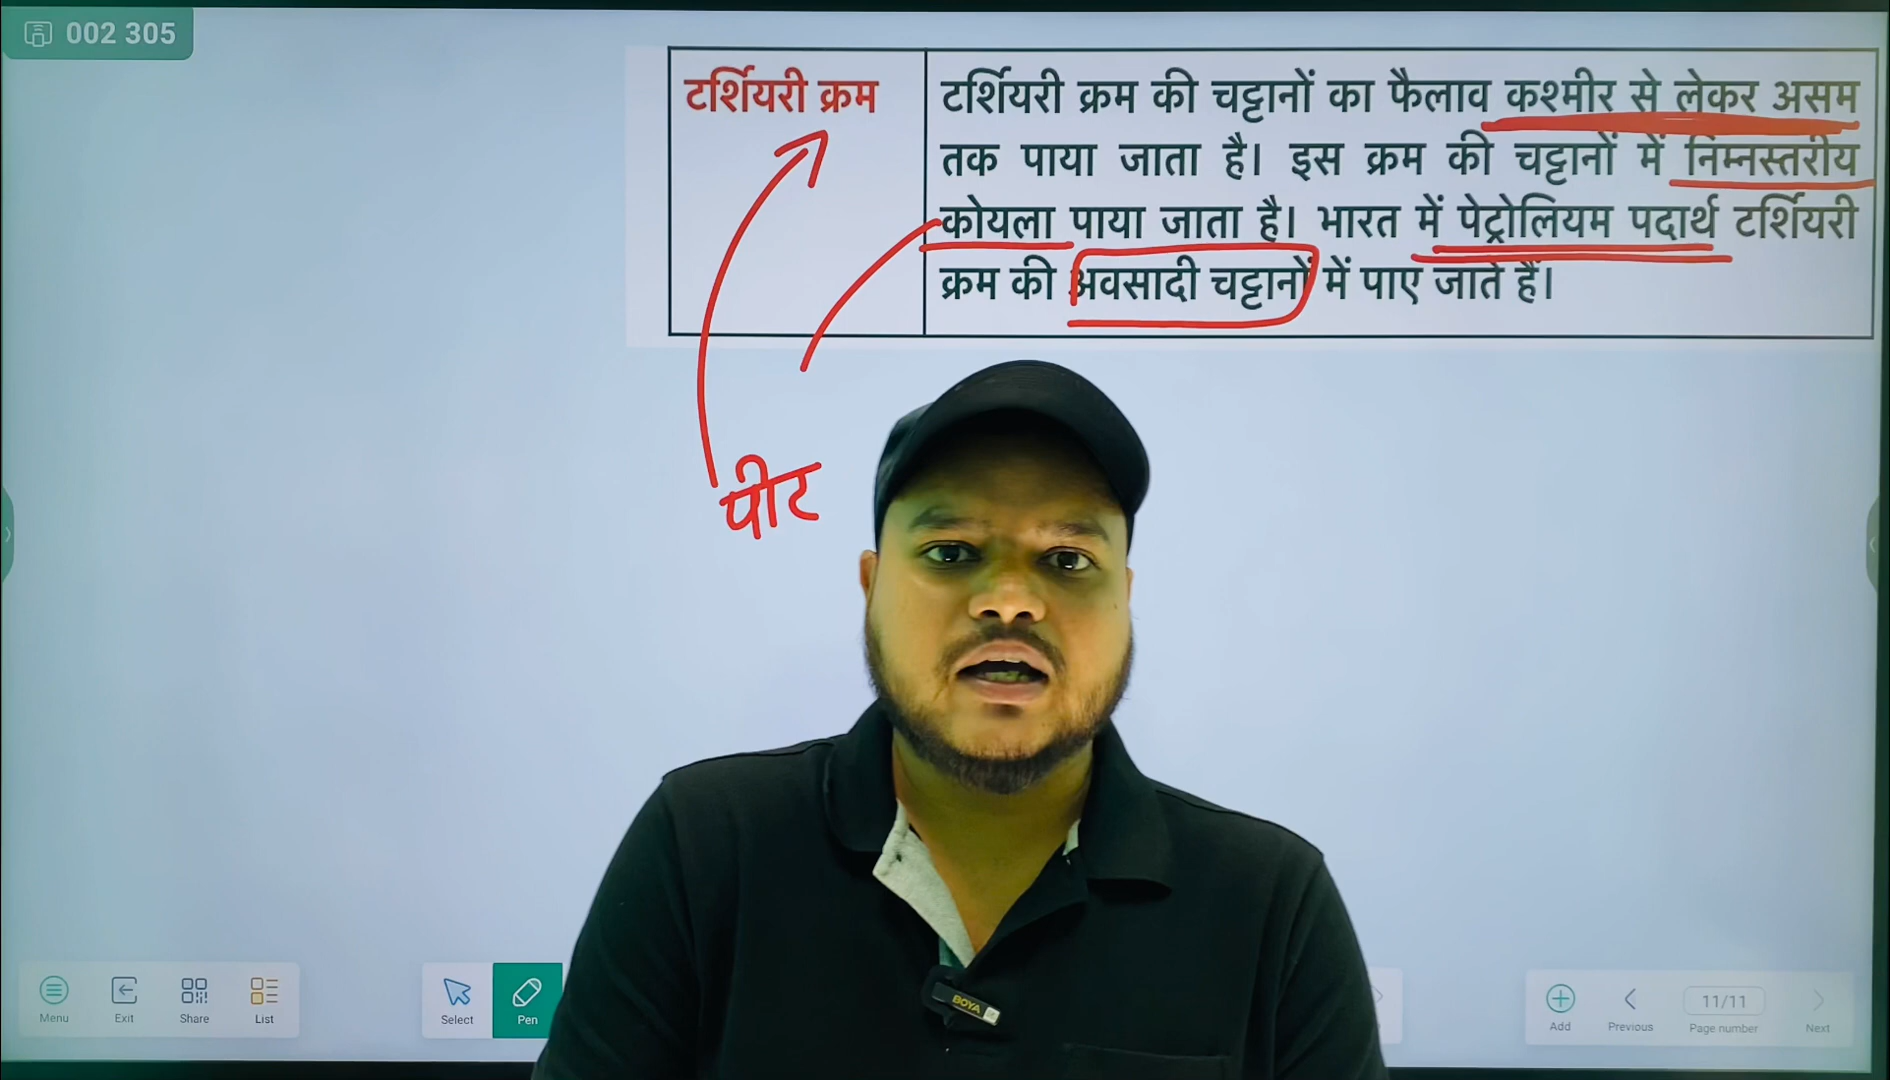 002 305
टर्शियरी क्रम
टर्शियरी क्रम की चट्टानों का फैलाव कश्मीर से लेकर असम
तक पाया जाता है। इस क्रम की चट्टानों में निम्नस्तरीय
कोयला पाया जाता है। भारत में पेट्रोलियम पदार्थ टर्शियरी
क्रम की अवसादी चट्टानों में पाए जाते हैं।
पीट
BOYA
Menu
Exit
Share
List
Select
Pen
Add
Previous
11/11
Page number
Next